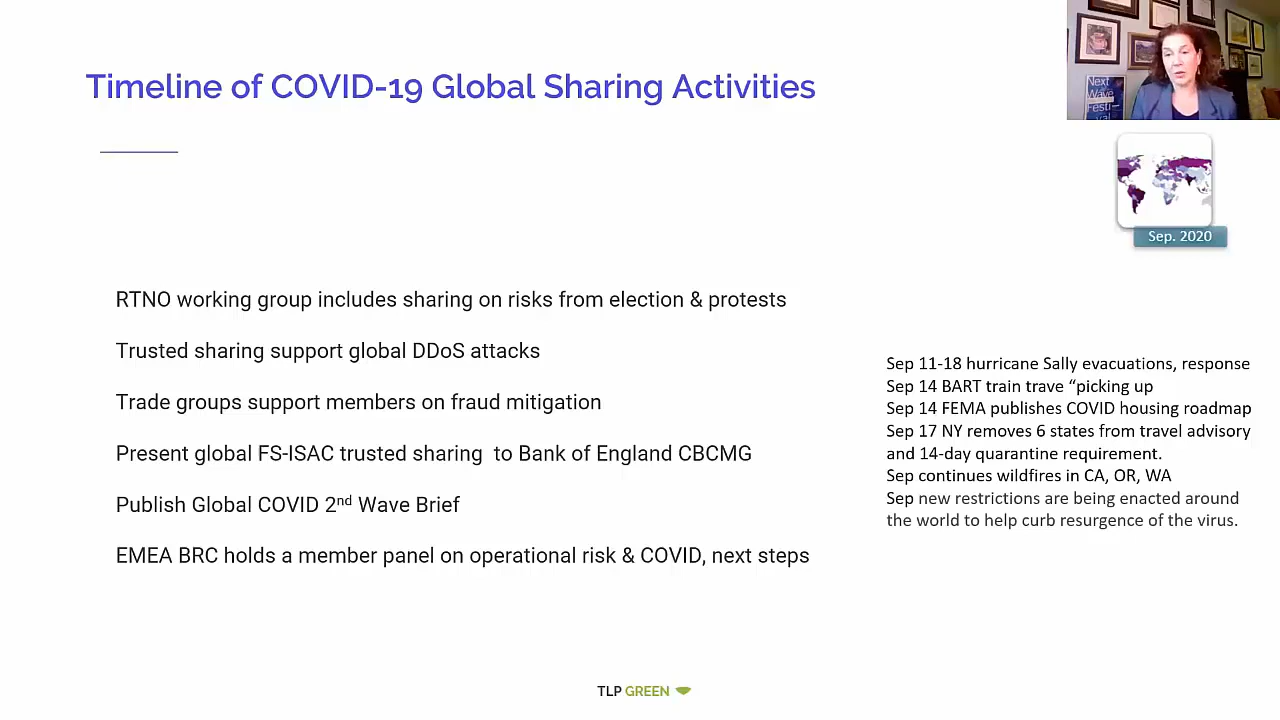 Timeline of COVID-19 Global Sharing Activities
Next
Wave
Festi-
val
Sep. 2020
RTNO working group includes sharing on risks from election & protests
Trusted sharing support global DDoS attacks
Trade groups support members on fraud mitigation
Present global FS-ISAC trusted sharing to Bank of England CBCMG
Publish Global COVID 2nd Wave Brief
EMEA BRC holds a member panel on operational risk & COVID, next steps
Sep 11-18 hurricane Sally evacuations, response
Sep 14 BART train trave “picking up
Sep 14 FEMA publishes COVID housing roadmap
Sep 17 NY removes 6 states from travel advisory
and 14-day quarantine requirement.
Sep continues wildfires in CA, OR, WA
Sep new restrictions are being enacted around
the world to help curb resurgence of the virus.
TLP GREEN